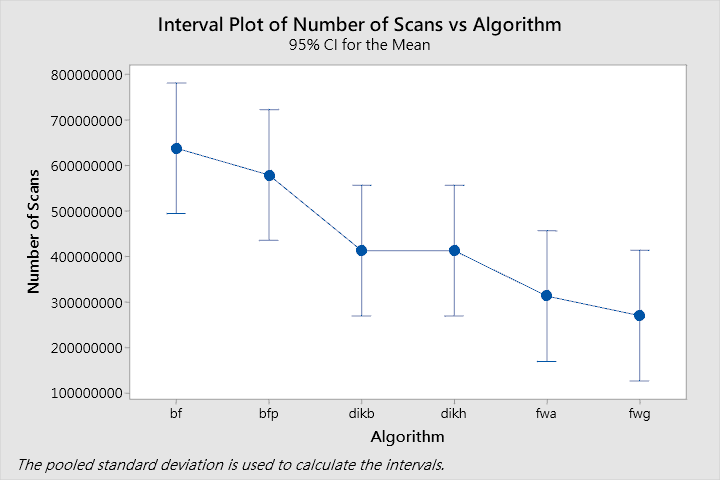 Interval Plot of Number of Scans vs Algorithm
95% CI for the Mean
Number of Scans
800000000
700000000
600000000
500000000
400000000
300000000
200000000
100000000
bf bfp dikb dikh fwa fwg
Algorithm
The pooled standard deviation is used to calculate the intervals.